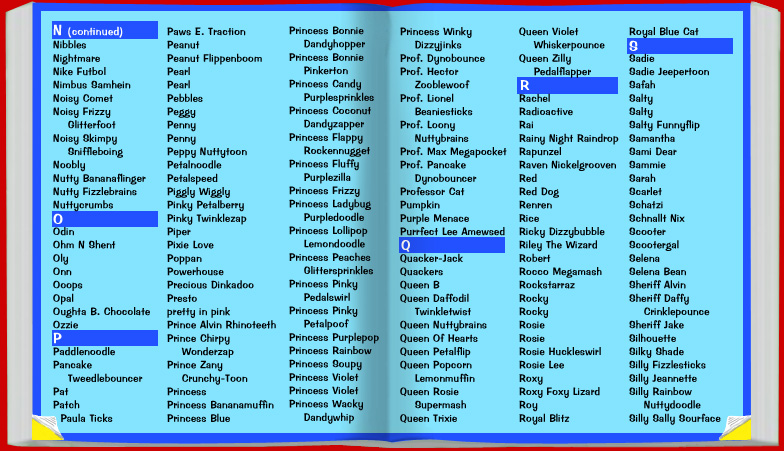 N (continued)
Nibbles
Nightmare
Nike Futbol
Nimbus Samhein
Noisy Comet
Noisy Frizzy
Glitterfoot
Noisy Skimpy
Sniffleboing
Noobly
Nutty Bananaflinger
Nutty Fizzlebrains
Nuttycrumbs
O
Odin
Ohm N Shent
Oly
Onn
Ooops
Opal
Oughta B. Chocolate
Ozzie
P
Paddlenoodle
Pancake
Tweedlebouncer
Pat
Patch
Paula Ticks
Paws E. Traction
Peanut
Peanut Flippenboom
Pearl
Pearl
Pebbles
Peggy
Penny
Penny
Peppy Nuttytoon
Petalnoodle
Petalspeed
Piggly Wiggly
Pinky Petalberry
Pinky Twinklezap
Piper
Pixie Love
Poppan
Powerhouse
Precious Dinkadoo
Presto
pretty in pink
Prince Alvin Rhinoteeth
Prince Chirpy
Wonderzap
Prince Zany
Crunchy-Toon
Princess
Princess Bananamuffin
Princess Blue
Princess Bonnie
Dandyhopper
Princess Bonnie
Pinkerton
Princess Candy
Purplesprinkles
Princess Coconut
Dandyzapper
Princess Flappy
Rockennugget
Princess Fluffy
Purplezilla
Princess Frizzy
Princess Ladybug
Purpledoodle
Princess Lollipop
Lemondoodle
Princess Peaches
Glittersprinkles
Princess Pinky
Pedalswirl
Princess Pinky
Petalpoof
Princess Purplepop
Princess Rainbow
Princess Soupy
Princess Violet
Princess Violet
Princess Wacky
Dandywhip
Princess Winky
Dizzyjinks
Prof. Dynobounce
Prof. Hector
Zooblewoof
Prof. Lionel
Beaniesticks
Prof. Loony
Nuttybrains
Prof. Max Megapocket
Prof. Pancake
Dynobouncer
Professor Cat
Pumpkin
Purple Menace
Purrfect Lee Amewsed
Q
Quacker-Jack
Quackers
Queen B
Queen Daffodil
Twinkletwist
Queen Nuttybrains
Queen Of Hearts
Queen Petalflip
Queen Popcorn
Lemonmuffin
Queen Rosie
Supermash
Queen Trixie
Queen Violet
Whiskerpounce
Queen Zilly
Pedalflapper
R
Rachel
Radioactive
Rai
Rainy Night Raindrop
Rapunzel
Raven Nickelgrooven
Red
Red Dog
Renren
Rice
Ricky Dizzybubble
Riley The Wizard
Robert
Rocco Megamash
Rockstarraz
Rocky
Rocky
Rosie
Rosie
Rosie Huckleswirl
Rosie Lee
Roxy
Roxy Foxy Lizard
Roy
Royal Blitz
Royal Blue Cat
S
Sadie
Sadie Jeepertoon
Safah
Salty
Salty
Salty Funnyflip
Samantha
Sami Dear
Sammie
Sarah
Scarlet
Schatzi
Schnallt Nix
Scooter
Scootergal
Selena
Selena Bean
Sheriff Alvin
Sheriff Daffy
Crinklepounce
Sheriff Jake
Silhouette
Silky Shade
Silly Fizzlesticks
Silly Jeannette
Silly Rainbow
Nuttydoodle
Silly Sally Sourface